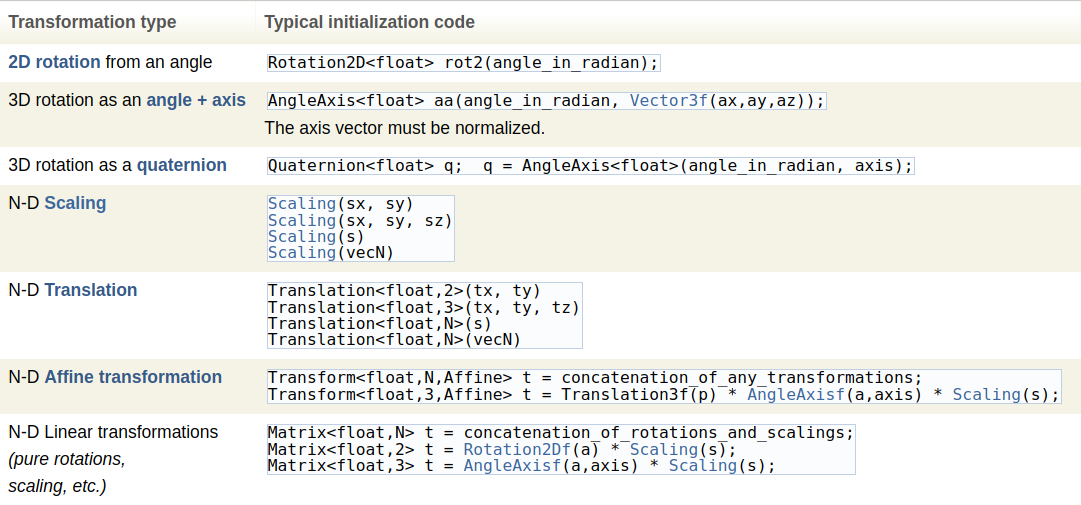 Transformation type Typical initialization code
2D rotation from an angle Rotation2D<float> rot2(angle_in_radian);
3D rotation as an angle + axis AngleAxis<float> aa(angle_in_radian, Vector3f(ax,ay,az));
The axis vector must be normalized.
3D rotation as a quaternion Quaternion<float> q;  q = AngleAxis<float>(angle_in_radian, axis);
N-D Scaling Scaling(sx, sy)
Scaling(sx, sy, sz)
Scaling(s)
Scaling(vecN)
N-D Translation Translation<float,2>(tx, ty)
Translation<float,3>(tx, ty, tz)
Translation<float,N>(s)
Translation<float,N>(vecN)
N-D Affine transformation Transform<float,N,Affine> t = concatenation_of_any_transformations;
Transform<float,3,Affine> t = Translation3f(p) * AngleAxisf(a,axis) * Scaling(s);
N-D Linear transformations Matrix<float,N> t = concatenation_of_rotations_and_scalings;
(pure rotations, Matrix<float,2> t = Rotation2Df(a) * Scaling(s);
scaling, etc.) Matrix<float,3> t = AngleAxisf(a,axis) * Scaling(s);